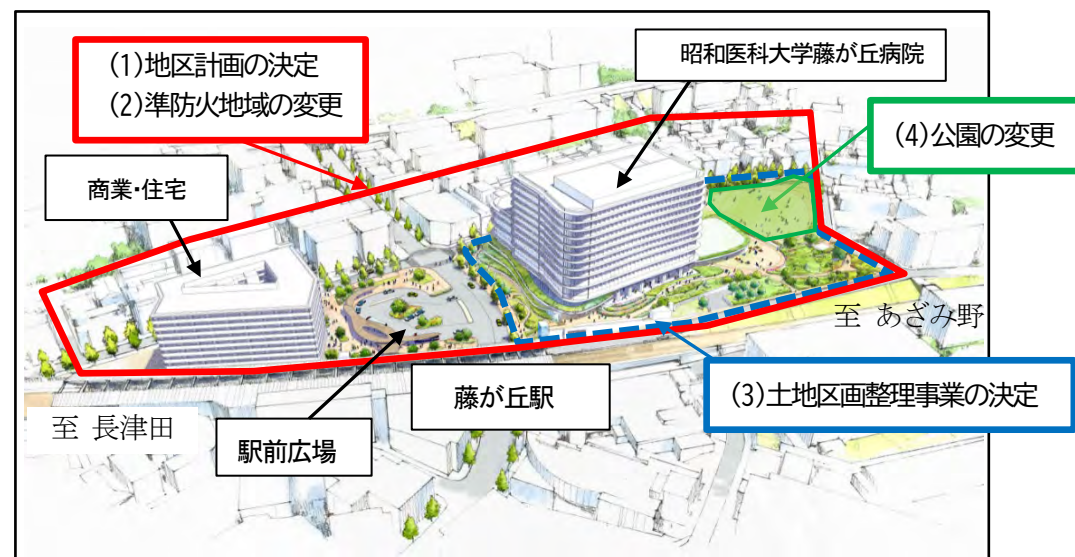 (1)地区計画の決定
(2)準防火地域の変更
昭和医科大学藤が丘病院
(4)公園の変更
商業・住宅
至 あざみ野
(3)土地区画整理事業の決定
藤が丘駅
至 長津田
駅前広場